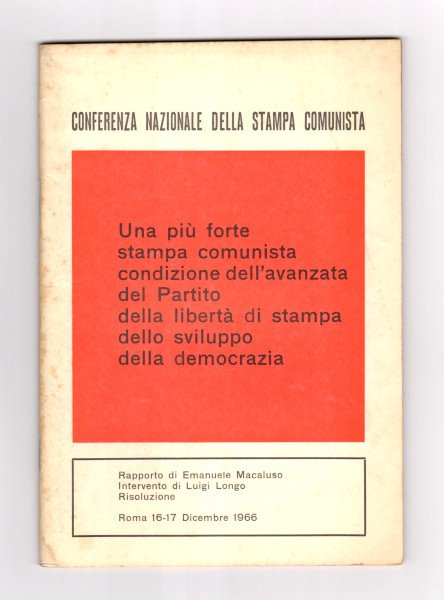 CONFERENZA NAZIONALE DELLA STAMPA COMUNISTA
Una più forte
stampa comunista
condizione dell'avanzata
del Partito
della libertà di stampa
dello sviluppo
della democrazia
Rapporto di Emanuele Macaluso
Intervento di Luigi Longo
Risoluzione
Roma 16-17 Dicembre 1966